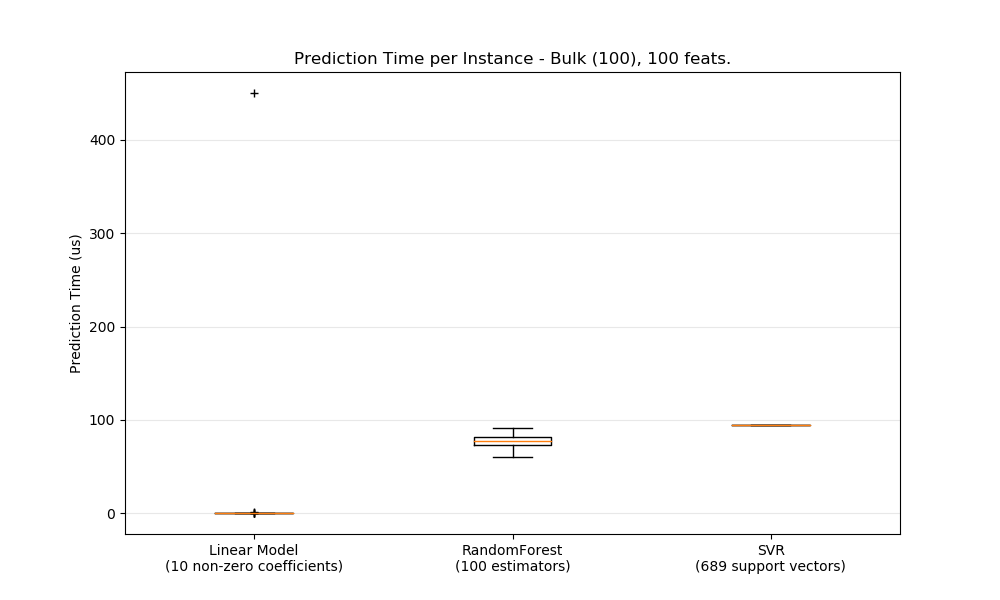 Prediction Time per Instance - Bulk (100), 100 feats.
Prediction Time (us)
400
300
200
100
0
Linear Model
(10 non-zero coefficients)
RandomForest
(100 estimators)
SVR
(689 support vectors)